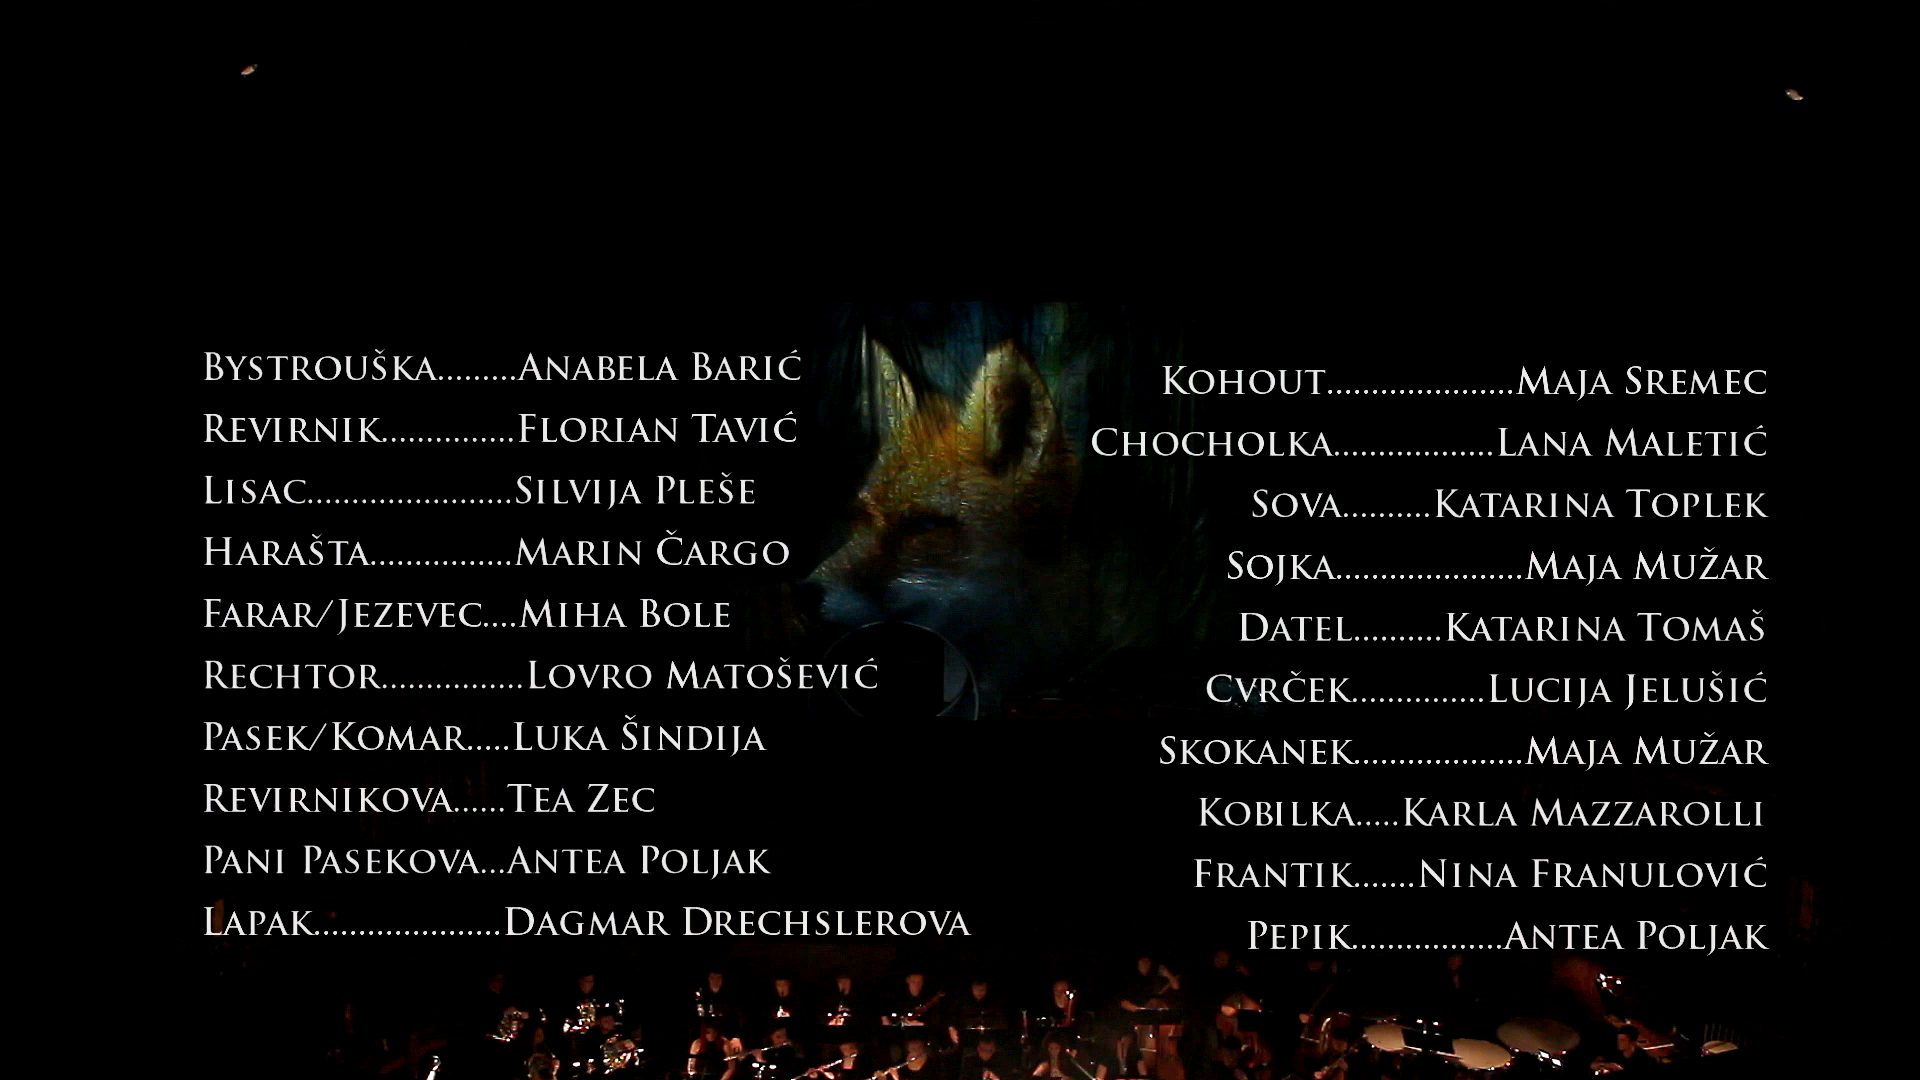 Bystrouška.........Anabela Barić
Revirnik...............Florian Tavić
Lisac.......................Silvija Pleše
Harašta................Marin Čargo
Farar/Jezevec....Miha Bole
Rechtor................Lovro Matošević
Pasek/Komar.....Luka Šindija
Revirnikova......Tea Zec
Pani Pasekova...Antea Poljak
Lapak.....................Dagmar Drechslerova
Kohout.....................Maja Sremec
Chocholka..................Lana Maletić
Sova..........Katarina Toplek
Sojka.....................Maja Mužar
Datel..........Katarina Tomaš
Cvrček...............Lucija Jelušić
Skokanek...................Maja Mužar
Kobilka.....Karla Mazzarolli
Frantik.......Nina Franulović
Pepik.................Antea Poljak